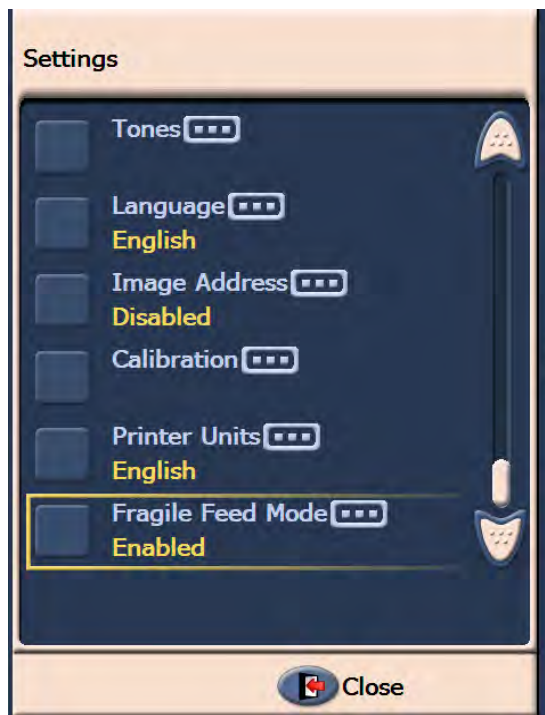 Settings
Tones
Language
English
Image Address
Disabled
Calibration
Printer Units
English
Fragile Feed Mode
Enabled
Close